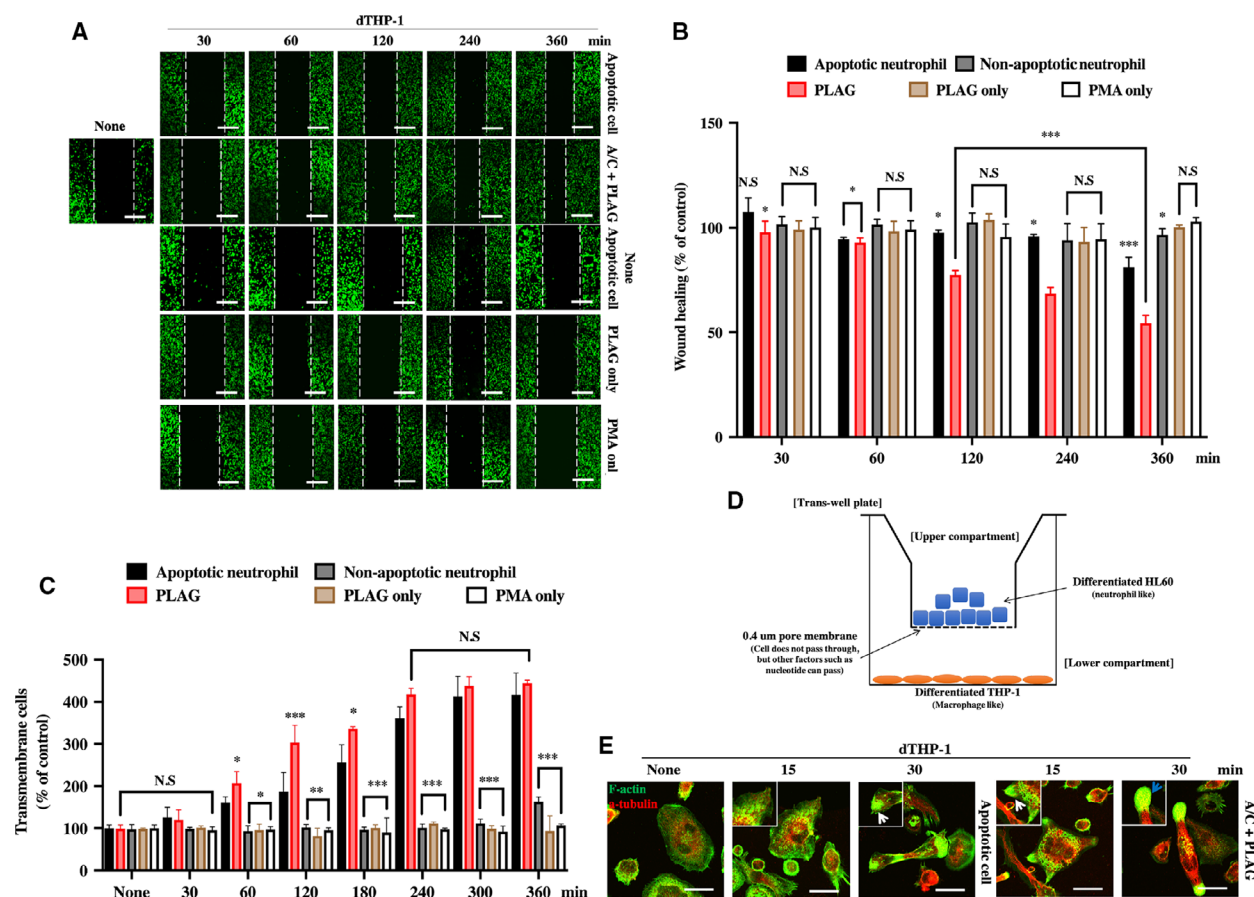 A
dTHP-1
30 60 120 240 360 min
None
Apoptotic cell
A/C + PLAG
None
Apoptotic cell
PLAG only
PMA onl
B
Apoptotic neutrophil Non-apoptotic neutrophil
PLAG PLAG only PMA only
Wound healing (% of control)
150
100
50
0
N.S * N.S * N.S * N.S *** * N.S *** * N.S
30 60 120 240 360 min
C
Apoptotic neutrophil Non-apoptotic neutrophil
PLAG PLAG only PMA only
Transmembrane cells
(% of control)
500
400
300
200
100
0
N.S * * *** ** * *** N.S *** *** ***
None 30 60 120 180 240 300 360 min
D
[Trans-well plate]
[Upper compartment]
Differentiated HL60
(neutrophil like)
0.4 um pore membrane
(Cell does not pass through,
but other factors such as
nucleotide can pass)
[Lower compartment]
Differentiated THP-1
(Macrophage like)
E
dTHP-1
None 15 30 15 30 min
F-actin
α-tubulin
Apoptotic cell
A/C + PLAG